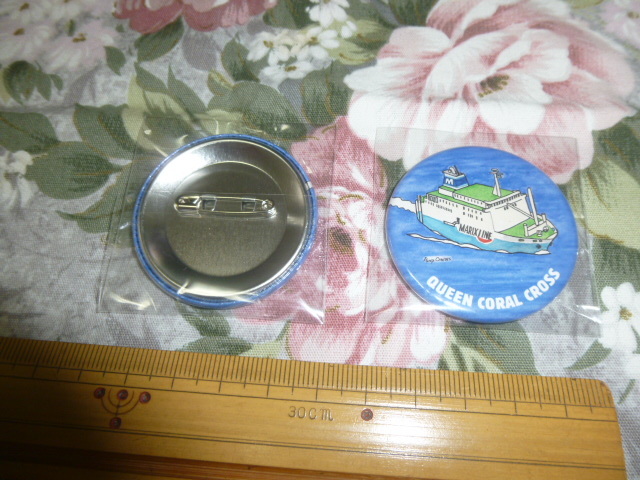 M
MARIX LINE
QUEEN CORAL CROSS
30cm